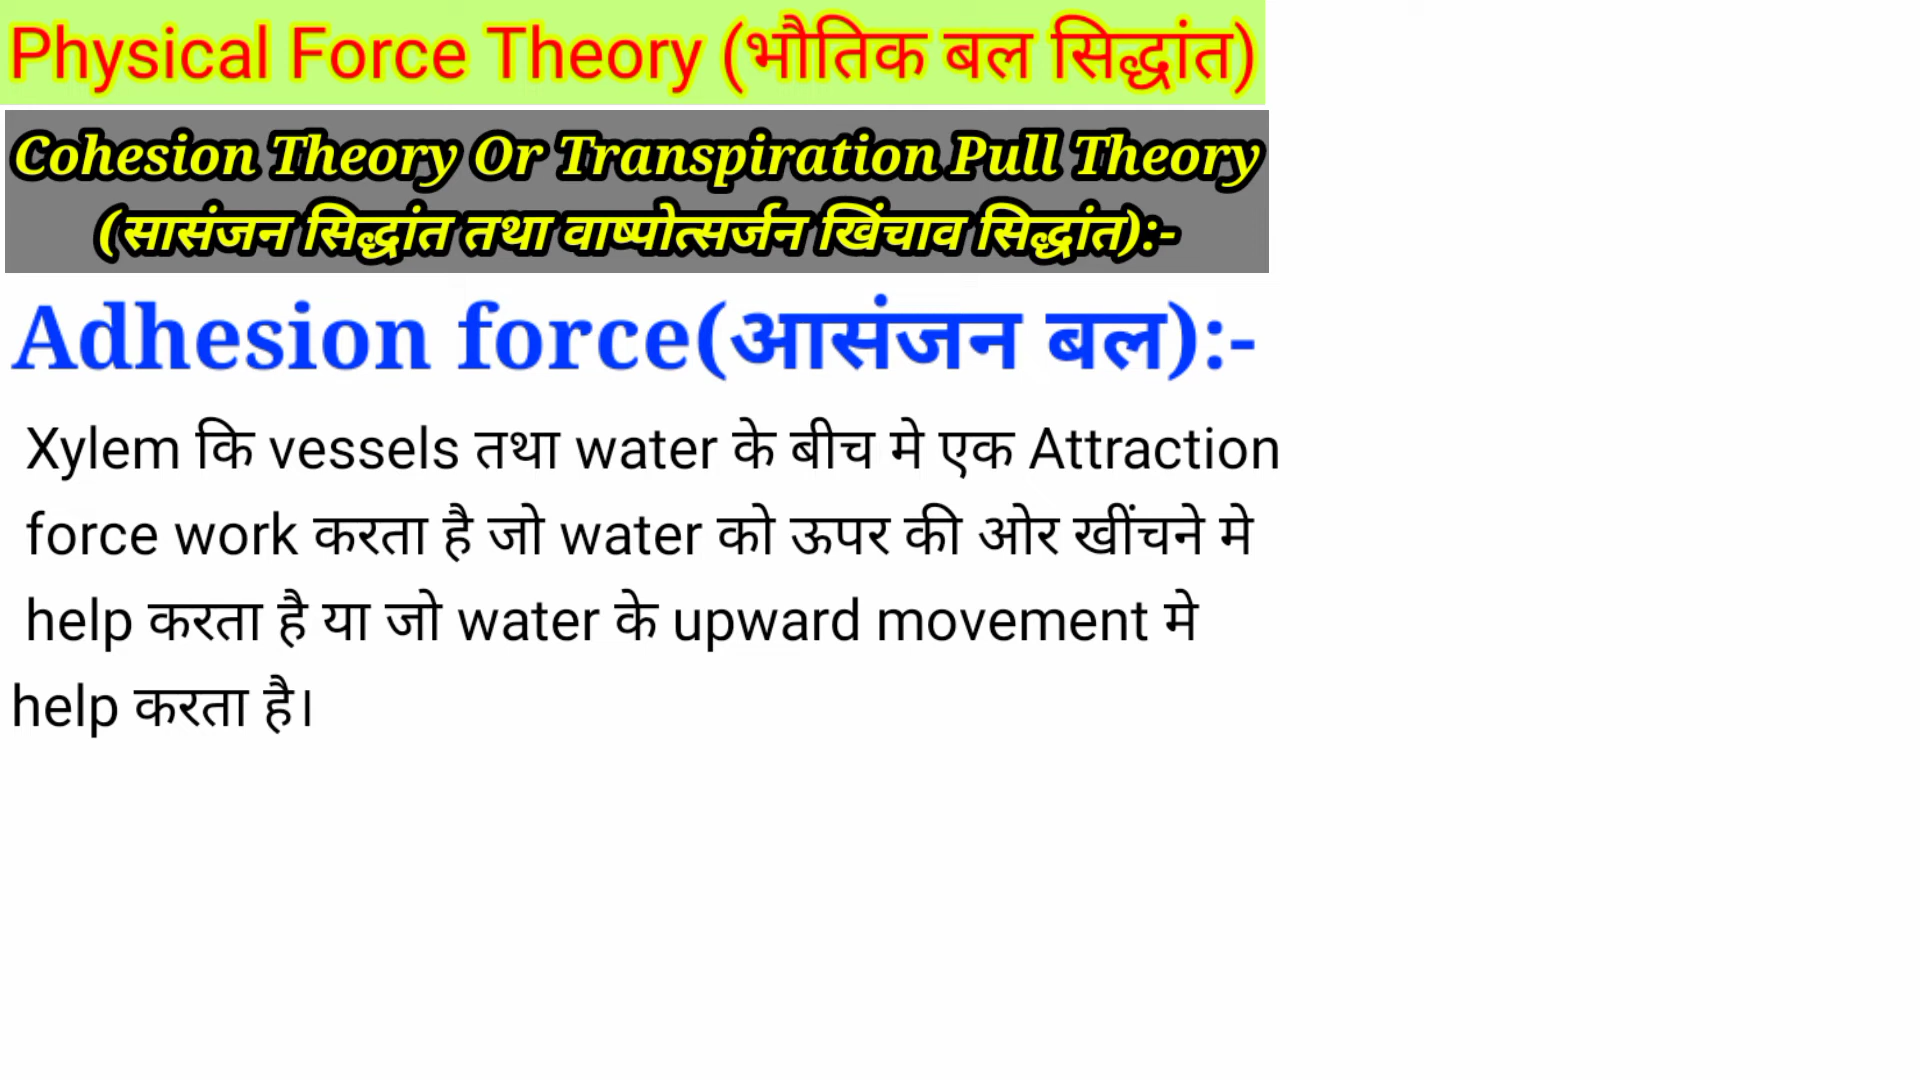 Physical Force Theory (भौतिक बल सिद्धांत)
Cohesion Theory Or Transpiration Pull Theory
(सासंजन सिद्धांत तथा वाष्पोत्सर्जन खिंचाव सिद्धांत):-
Adhesion force(आसंजन बल):-
Xylem कि vessels तथा water के बीच मे एक Attraction
force work करता है जो water को ऊपर की ओर खींचने मे
help करता है या जो water के upward movement मे
help करता है।